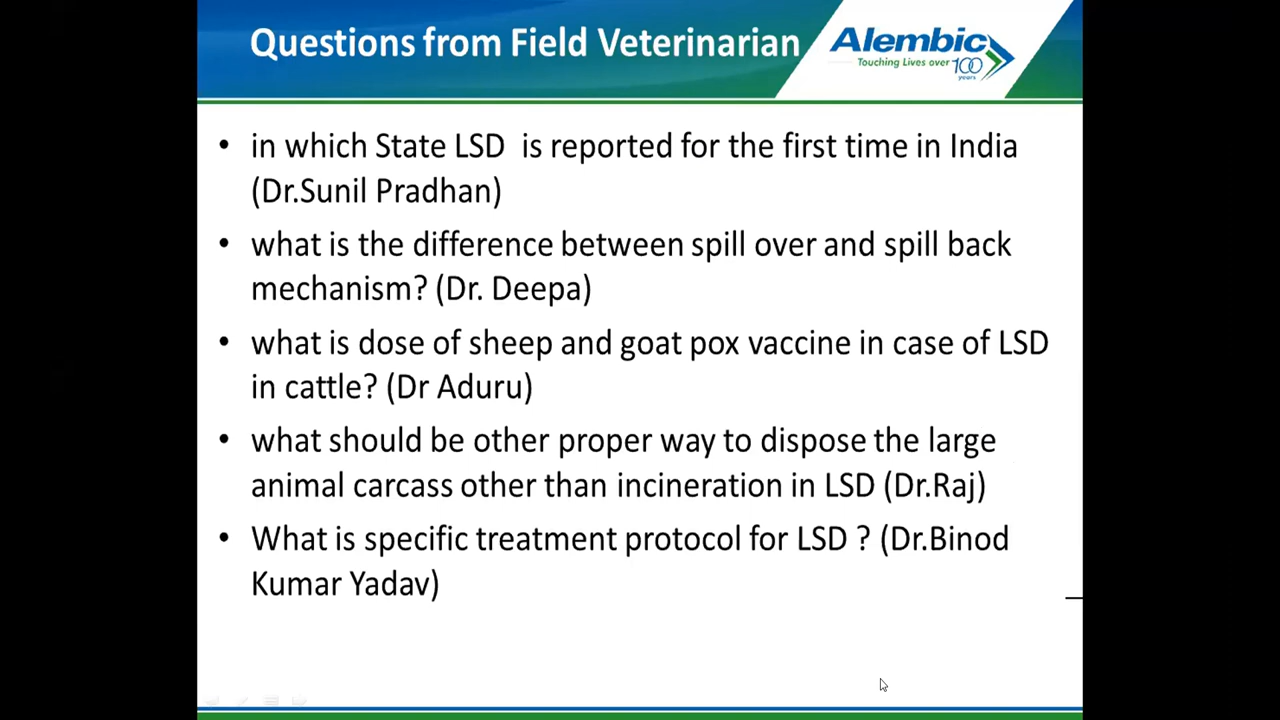 Questions from Field Veterinarian
Alembic
Touching Lives over 100 years
• in which State LSD is reported for the first time in India
(Dr.Sunil Pradhan)
• what is the difference between spill over and spill back
mechanism? (Dr. Deepa)
• what is dose of sheep and goat pox vaccine in case of LSD
in cattle? (Dr Aduru)
• what should be other proper way to dispose the large
animal carcass other than incineration in LSD (Dr.Raj)
• What is specific treatment protocol for LSD ? (Dr.Binod
Kumar Yadav)